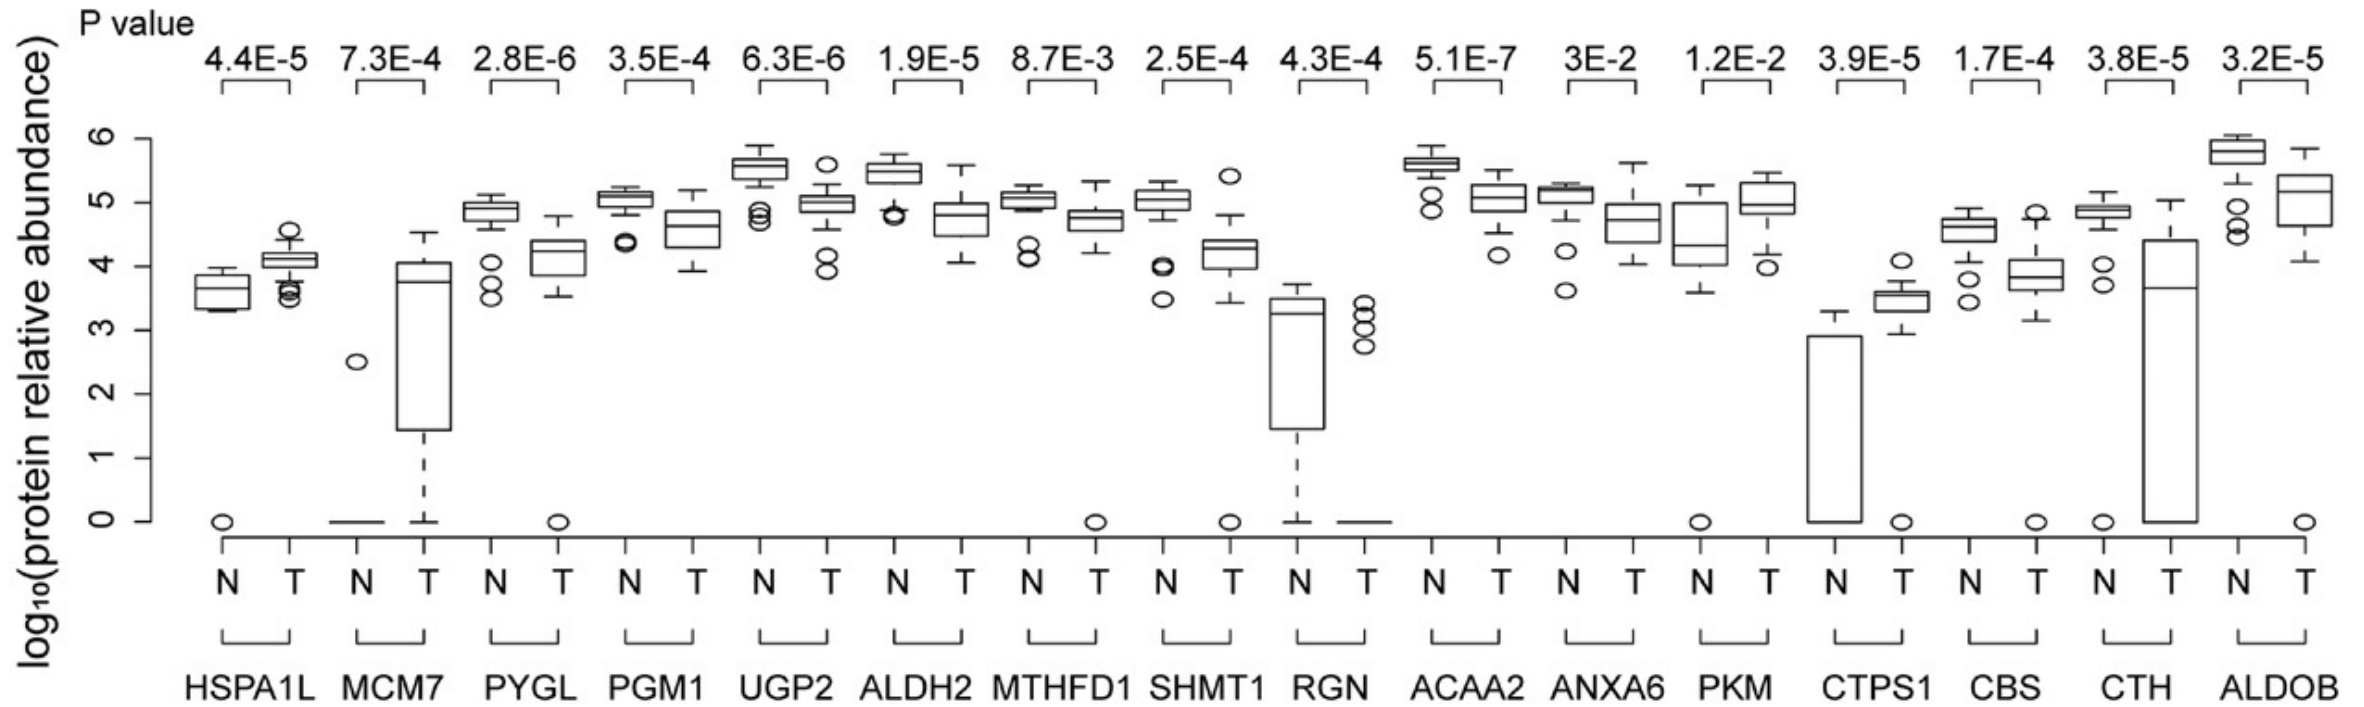 P value
4.4E-5 7.3E-4 2.8E-6 3.5E-4 6.3E-6 1.9E-5 8.7E-3 2.5E-4 4.3E-4 5.1E-7 3E-2 1.2E-2 3.9E-5 1.7E-4 3.8E-5 3.2E-5
log₁₀(protein relative abundance)
6
5
4
3
2
1
0
N T N T N T N T N T N T N T N T N T N T N T N T N T N T N T N T
HSPA1L MCM7 PYGL PGM1 UGP2 ALDH2 MTHFD1 SHMT1 RGN ACAA2 ANXA6 PKM CTPS1 CBS CTH ALDOB